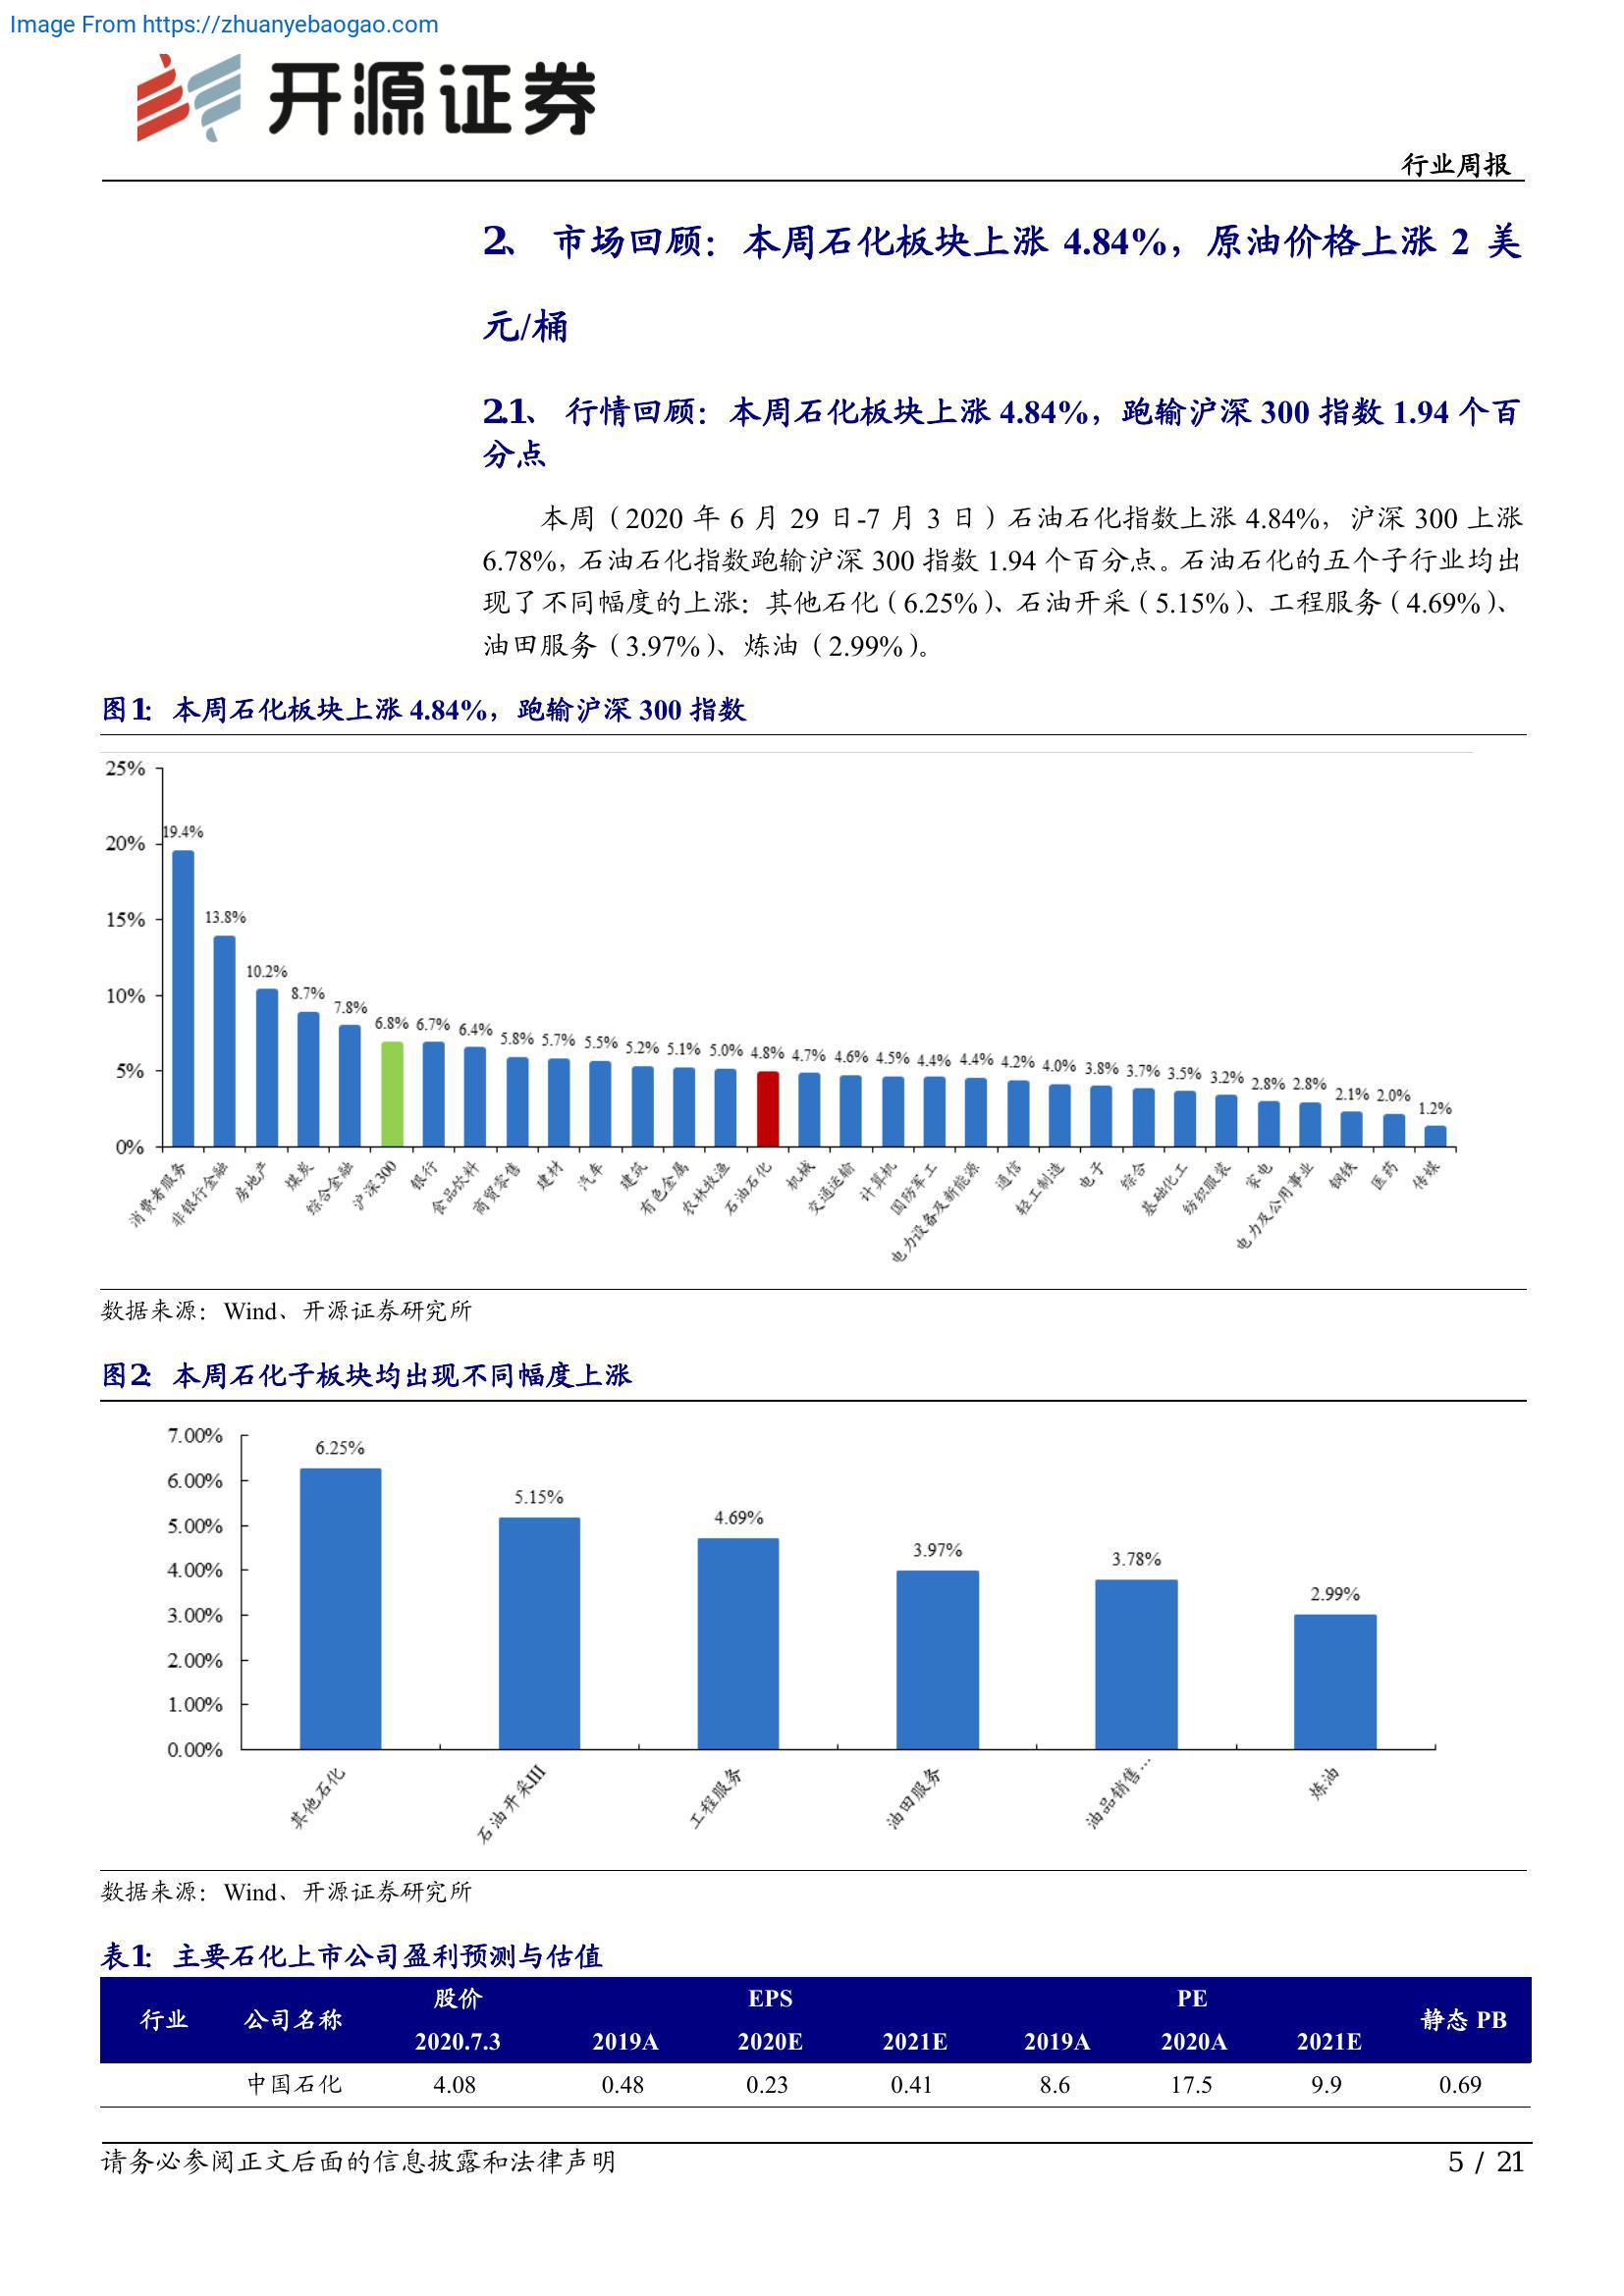 Image From https://zhuanyebaogao.com
开源证券
行业周报
2、 市场回顾：本周石化板块上涨 4.84%，原油价格上涨 2 美
元/桶
2.1、 行情回顾：本周石化板块上涨 4.84%，跑输沪深 300 指数 1.94 个百
分点
本周（2020 年 6 月 29 日-7 月 3 日）石油石化指数上涨 4.84%，沪深 300 上涨
6.78%，石油石化指数跑输沪深 300 指数 1.94 个百分点。石油石化的五个子行业均出
现了不同幅度的上涨：其他石化（6.25%）、石油开采（5.15%）、工程服务（4.69%）、
油田服务（3.97%）、炼油（2.99%）。
图1： 本周石化板块上涨 4.84%，跑输沪深 300 指数
25%
20%
15%
10%
5%
0%
19.4% 13.8% 10.2% 8.7% 7.8% 6.8% 6.7% 6.4% 5.8% 5.7% 5.5% 5.2% 5.1% 5.0% 4.8% 4.7% 4.6% 4.5% 4.4% 4.4% 4.2% 4.0% 3.8% 3.7% 3.5% 3.2% 2.8% 2.8% 2.1% 2.0% 1.2%
消费者服务 非银行金融 房地产 煤炭 综合金融 沪深300 银行 食品饮料 商贸零售 建材 汽车 建筑 有色金属 农林牧渔 石油石化 机械 交通运输 计算机 国防军工 电力设备及新能源 通信 轻工制造 电子 综合 基础化工 纺织服装 家电 电力及公用事业 钢铁 医药 传媒
数据来源：Wind、开源证券研究所
图2： 本周石化子板块均出现不同幅度上涨
7.00%
6.00%
5.00%
4.00%
3.00%
2.00%
1.00%
0.00%
6.25% 5.15% 4.69% 3.97% 3.78% 2.99%
其他石化 石油开采III 工程服务 油田服务 油品销售… 炼油
数据来源：Wind、开源证券研究所
表1： 主要石化上市公司盈利预测与估值
行业 公司名称 股价 EPS PE 静态 PB
2020.7.3 2019A 2020E 2021E 2019A 2020A 2021E
中国石化 4.08 0.48 0.23 0.41 8.6 17.5 9.9 0.69
请务必参阅正文后面的信息披露和法律声明 5 / 21